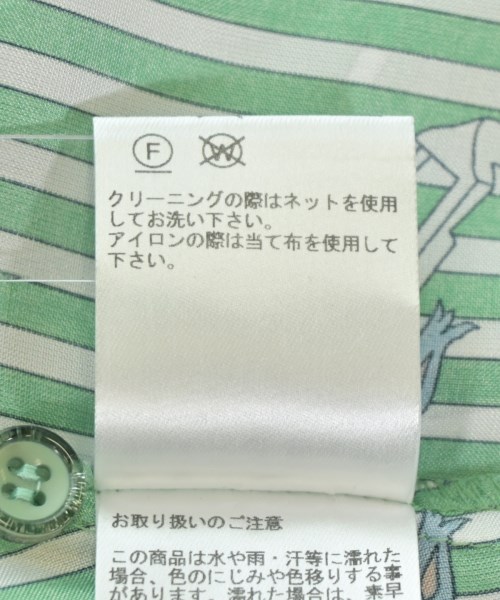 F W
クリーニングの際はネットを使用
してお洗い下さい。
アイロンの際は当て布を使用して
下さい。
お取り扱いのご注意
この商品は水や雨・汗等に濡れた
場合、色のにじみや色移りする事
があります。濡れた場合は、素早